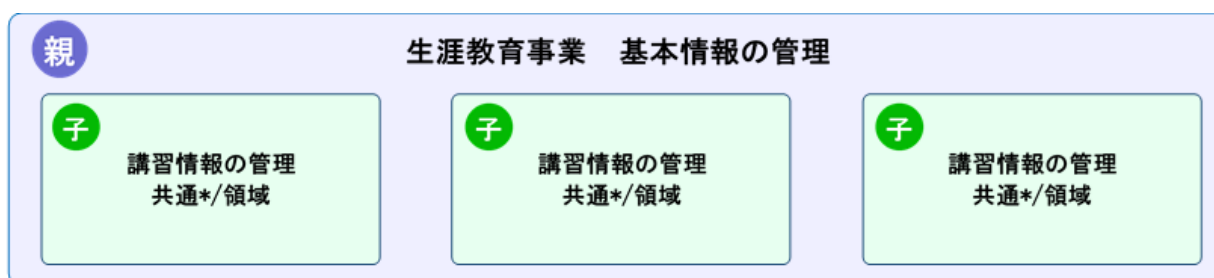 親
生涯教育事業　基本情報の管理
子
講習情報の管理
共通*/領域
子
講習情報の管理
共通*/領域
子
講習情報の管理
共通*/領域